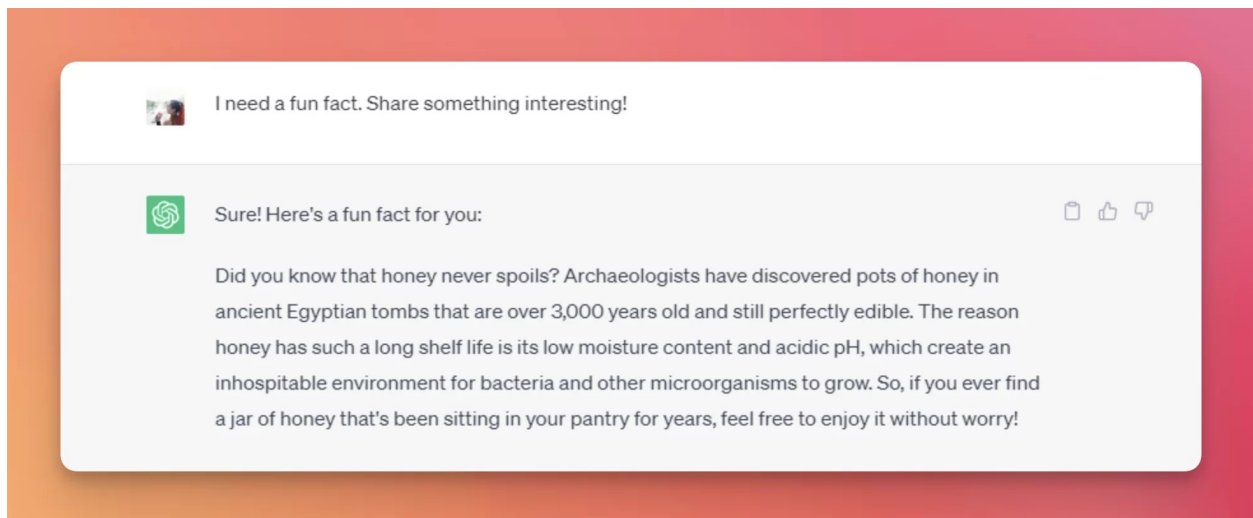 I need a fun fact. Share something interesting!
Sure! Here's a fun fact for you:
Did you know that honey never spoils? Archaeologists have discovered pots of honey in
ancient Egyptian tombs that are over 3,000 years old and still perfectly edible. The reason
honey has such a long shelf life is its low moisture content and acidic pH, which create an
inhospitable environment for bacteria and other microorganisms to grow. So, if you ever find
a jar of honey that's been sitting in your pantry for years, feel free to enjoy it without worry!